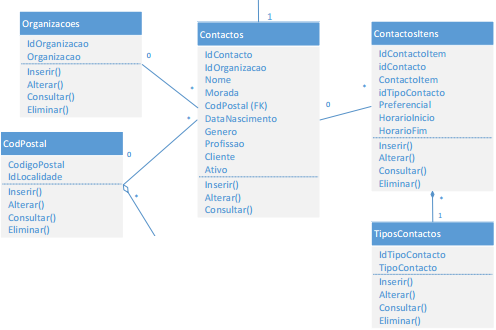 1
Organizacoes
IdOrganizacao
Organizacao
Inserir()
Alterar()
Consultar()
Eliminar()
0
*
Contactos
IdContacto
IdOrganizacao
Nome
Morada
CodPostal (FK)
DataNascimento
Genero
Profissao
Cliente
Ativo
Inserir()
Alterar()
Consultar()
0
*
ContactosItens
IdContactoItem
idContacto
ContactoItem
idTipoContacto
Preferencial
HorarioInicio
HorarioFim
Inserir()
Alterar()
Consultar()
Eliminar()
*
1
CodPostal
CodigoPostal
IdLocalidade
Inserir()
Alterar()
Consultar()
Eliminar()
0
*
*
TiposContactos
IdTipoContacto
TipoContacto
Inserir()
Alterar()
Consultar()
Eliminar()